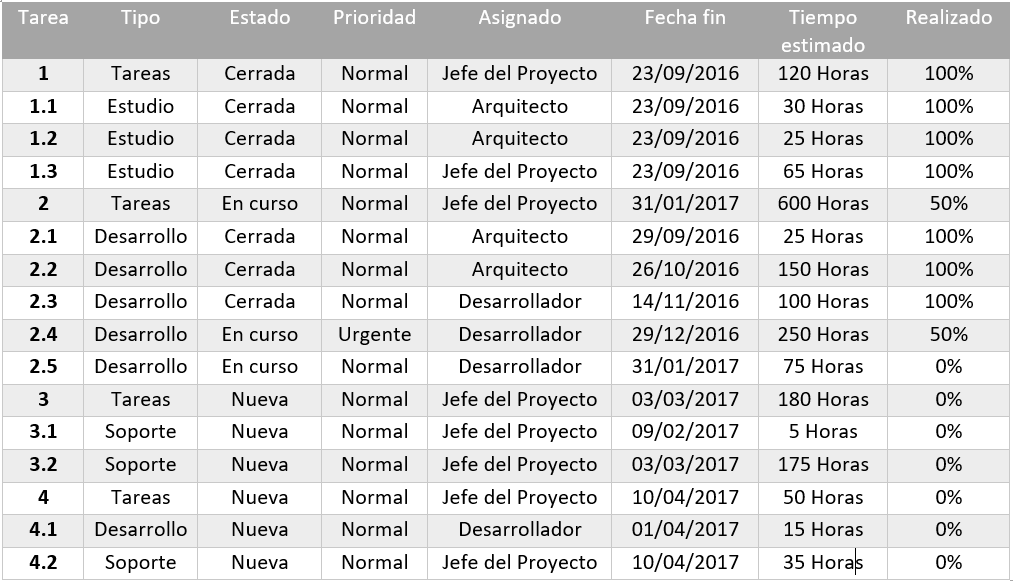 Tarea Tipo Estado Prioridad Asignado Fecha fin Tiempo estimado Realizado
1 Tareas Cerrada Normal Jefe del Proyecto 23/09/2016 120 Horas 100%
1.1 Estudio Cerrada Normal Arquitecto 23/09/2016 30 Horas 100%
1.2 Estudio Cerrada Normal Arquitecto 23/09/2016 25 Horas 100%
1.3 Estudio Cerrada Normal Jefe del Proyecto 23/09/2016 65 Horas 100%
2 Tareas En curso Normal Jefe del Proyecto 31/01/2017 600 Horas 50%
2.1 Desarrollo Cerrada Normal Arquitecto 29/09/2016 25 Horas 100%
2.2 Desarrollo Cerrada Normal Arquitecto 26/10/2016 150 Horas 100%
2.3 Desarrollo Cerrada Normal Desarrollador 14/11/2016 100 Horas 100%
2.4 Desarrollo En curso Urgente Desarrollador 29/12/2016 250 Horas 50%
2.5 Desarrollo En curso Normal Desarrollador 31/01/2017 75 Horas 0%
3 Tareas Nueva Normal Jefe del Proyecto 03/03/2017 180 Horas 0%
3.1 Soporte Nueva Normal Jefe del Proyecto 09/02/2017 5 Horas 0%
3.2 Soporte Nueva Normal Jefe del Proyecto 03/03/2017 175 Horas 0%
4 Tareas Nueva Normal Jefe del Proyecto 10/04/2017 50 Horas 0%
4.1 Desarrollo Nueva Normal Desarrollador 01/04/2017 15 Horas 0%
4.2 Soporte Nueva Normal Jefe del Proyecto 10/04/2017 35 Horas 0%